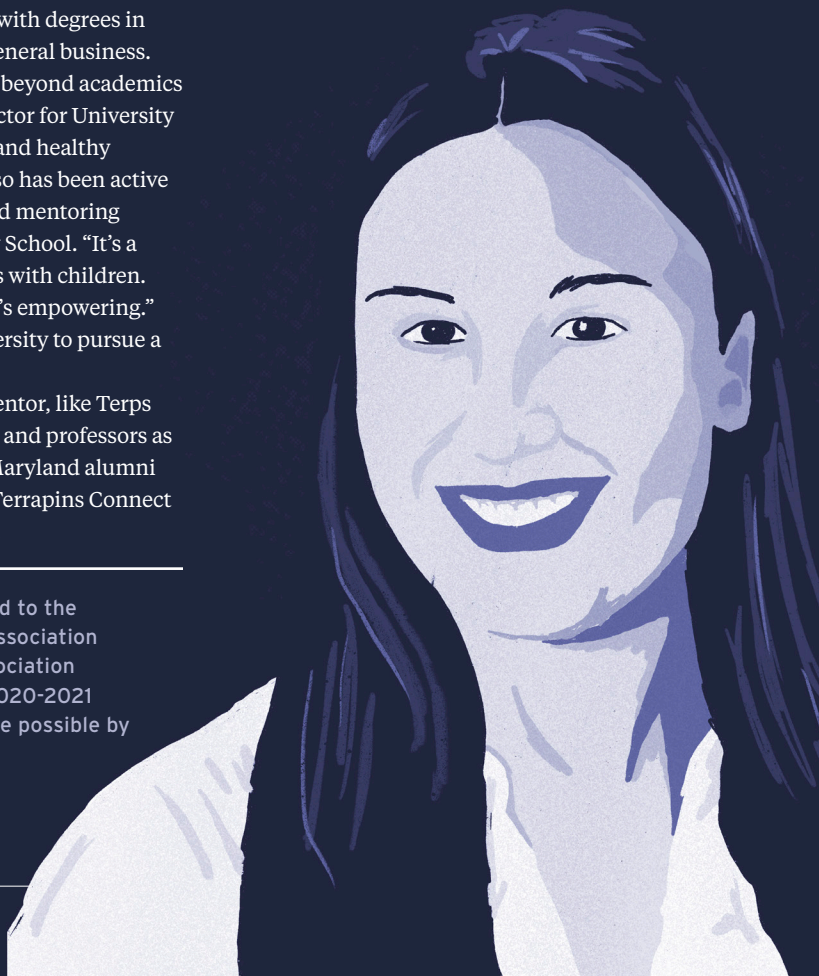 with degrees in
eneral business.
beyond academics
ctor for University
and healthy
so has been active
d mentoring
School. “It’s a
s with children.
’s empowering.”
ersity to pursue a
entor, like Terps
and professors as
Maryland alumni
Terrapins Connect
d to the
ssociation
ociation
020-2021
e possible by